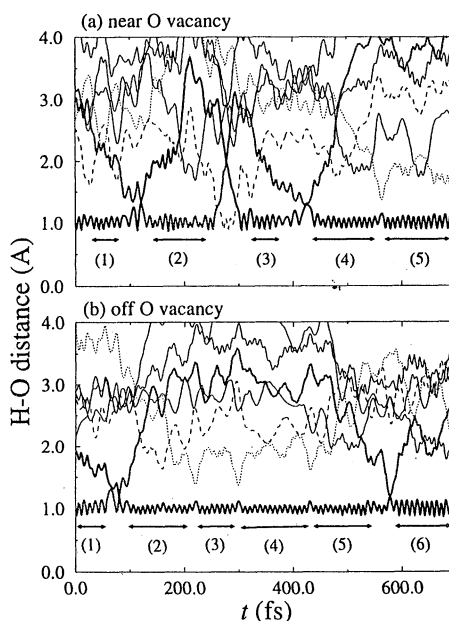 (a) near O vacancy
4.0
3.0
2.0
1.0
(1) (2) (3) (4) (5)
0.0
(b) off O vacancy
4.0
3.0
2.0
1.0
(1) (2) (3) (4) (5) (6)
0.0
H-O distance (A)
0.0 200.0 400.0 600.0
t (fs)